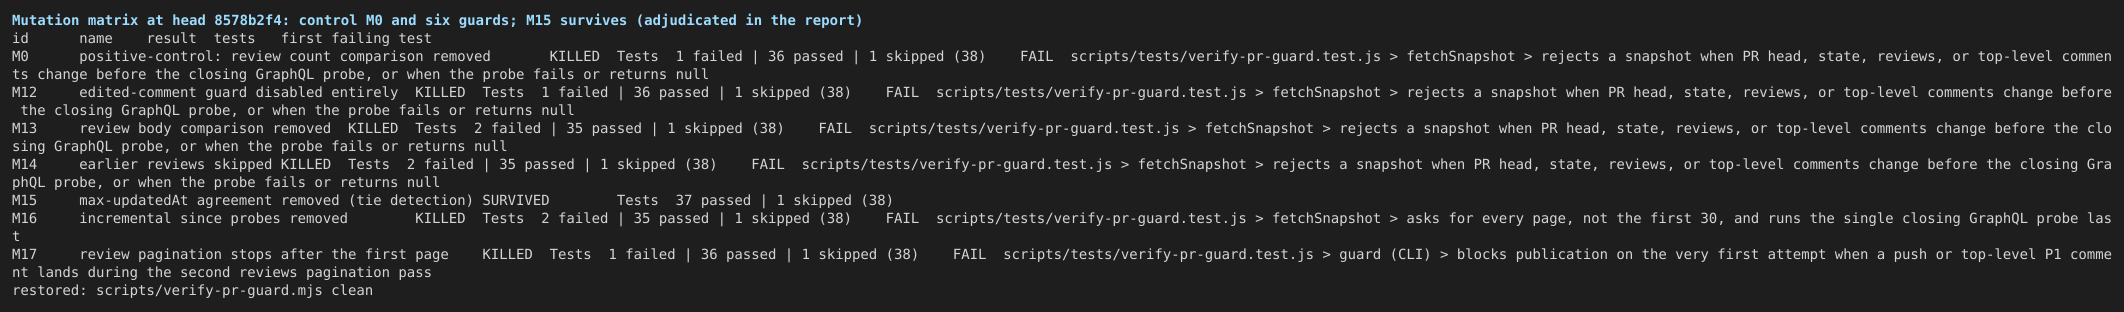 Mutation matrix at head 8578b2f4: control M0 and six guards; M15 survives (adjudicated in the report)
id      name    result  tests   first failing test
M0      positive-control: review count comparison removed       KILLED  Tests  1 failed | 36 passed | 1 skipped (38)    FAIL  scripts/tests/verify-pr-guard.test.js > fetchSnapshot > rejects a snapshot when PR head, state, reviews, or top-level commen
ts change before the closing GraphQL probe, or when the probe fails or returns null
M12     edited-comment guard disabled entirely  KILLED  Tests  1 failed | 36 passed | 1 skipped (38)    FAIL  scripts/tests/verify-pr-guard.test.js > fetchSnapshot > rejects a snapshot when PR head, state, reviews, or top-level comments change before
 the closing GraphQL probe, or when the probe fails or returns null
M13     review body comparison removed  KILLED  Tests  2 failed | 35 passed | 1 skipped (38)    FAIL  scripts/tests/verify-pr-guard.test.js > fetchSnapshot > rejects a snapshot when PR head, state, reviews, or top-level comments change before the clo
sing GraphQL probe, or when the probe fails or returns null
M14     earlier reviews skipped KILLED  Tests  2 failed | 35 passed | 1 skipped (38)    FAIL  scripts/tests/verify-pr-guard.test.js > fetchSnapshot > rejects a snapshot when PR head, state, reviews, or top-level comments change before the closing Gra
phQL probe, or when the probe fails or returns null
M15     max-updatedAt agreement removed (tie detection) SURVIVED        Tests  37 passed | 1 skipped (38)
M16     incremental since probes removed        KILLED  Tests  2 failed | 35 passed | 1 skipped (38)    FAIL  scripts/tests/verify-pr-guard.test.js > fetchSnapshot > asks for every page, not the first 30, and runs the single closing GraphQL probe las
t
M17     review pagination stops after the first page    KILLED  Tests  1 failed | 36 passed | 1 skipped (38)    FAIL  scripts/tests/verify-pr-guard.test.js > guard (CLI) > blocks publication on the very first attempt when a push or top-level P1 comme
nt lands during the second reviews pagination pass
restored: scripts/verify-pr-guard.mjs clean